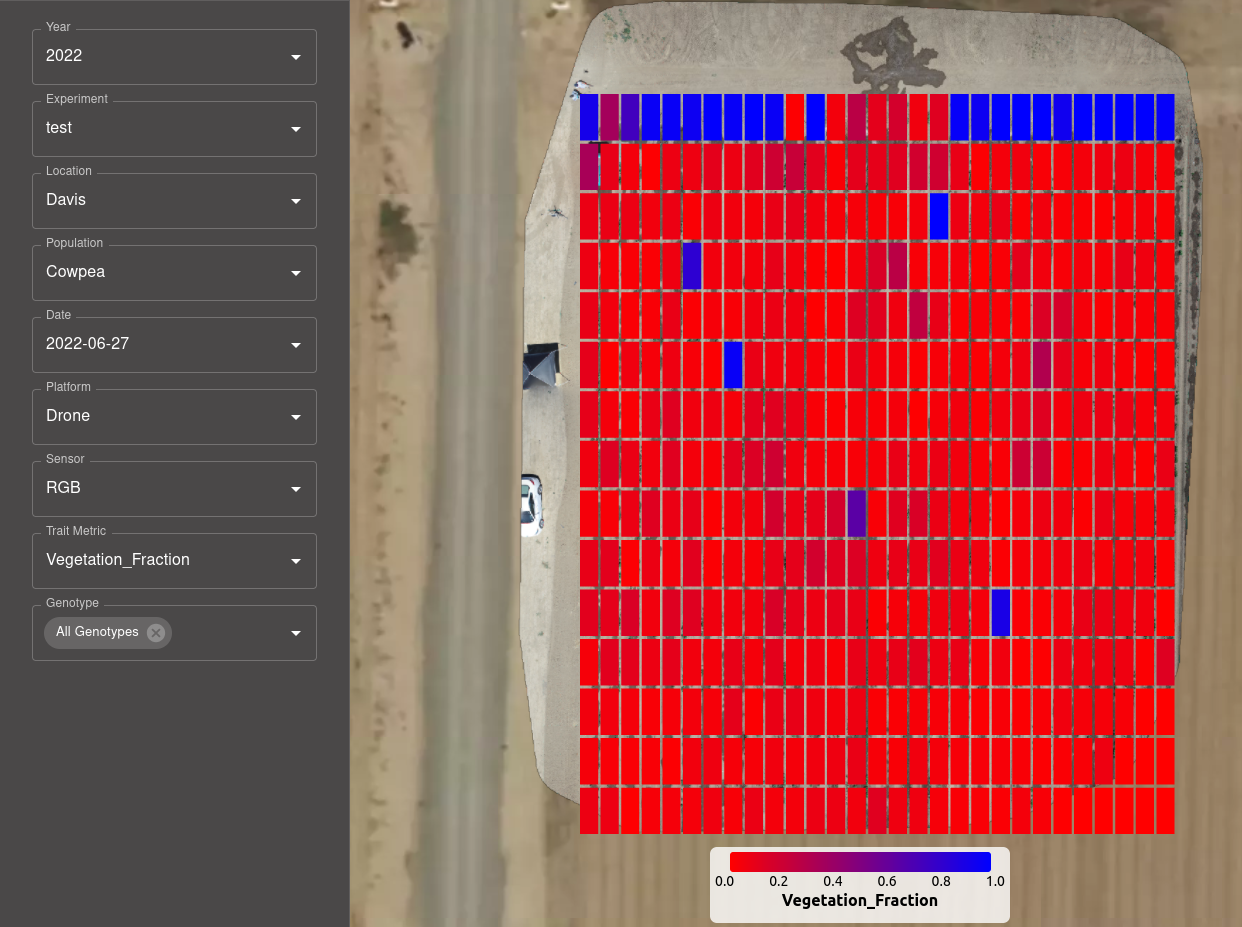 Year
2022
Experiment
test
Location
Davis
Population
Cowpea
Date
2022-06-27
Platform
Drone
Sensor
RGB
Trait Metric
Vegetation_Fraction
Genotype
All Genotypes
0.0 0.2 0.4 0.6 0.8 1.0
Vegetation_Fraction